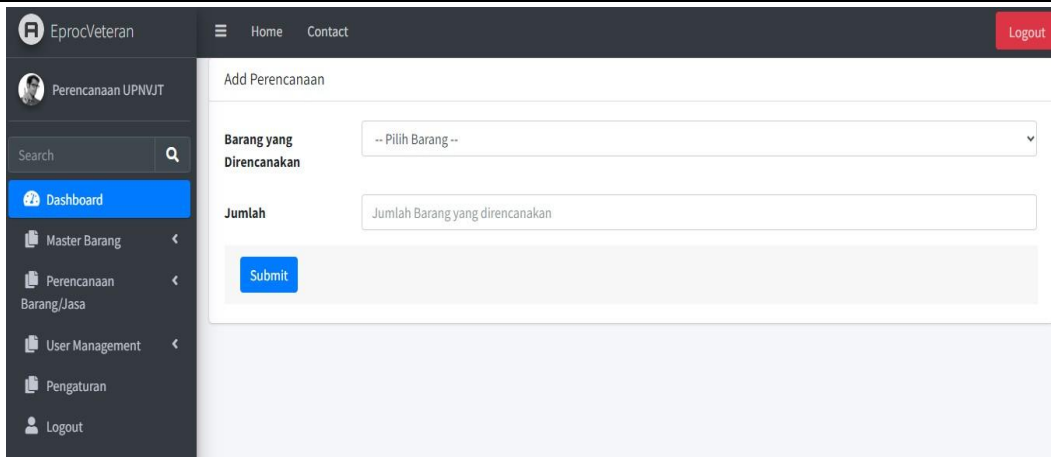 EprocVeteran
Home Contact
Logout
Perencanaan UPNVJT
Search
Dashboard
Master Barang
Perencanaan
Barang/Jasa
User Management
Pengaturan
Logout
Add Perencanaan
Barang yang
Direncanakan
-- Pilih Barang --
Jumlah
Jumlah Barang yang direncanakan
Submit